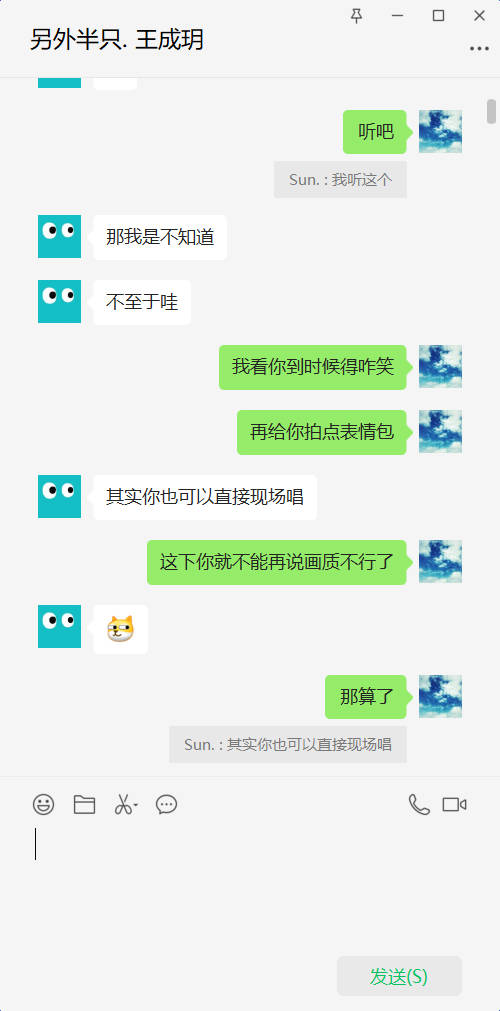 另外半只. 王成玥
听吧
Sun. : 我听这个
那我是不知道
不至于哇
我看你到时候得咋笑
再给你拍点表情包
其实你也可以直接现场唱
这下你就不能再说画质不行了
那算了
Sun. : 其实你也可以直接现场唱
发送(S)